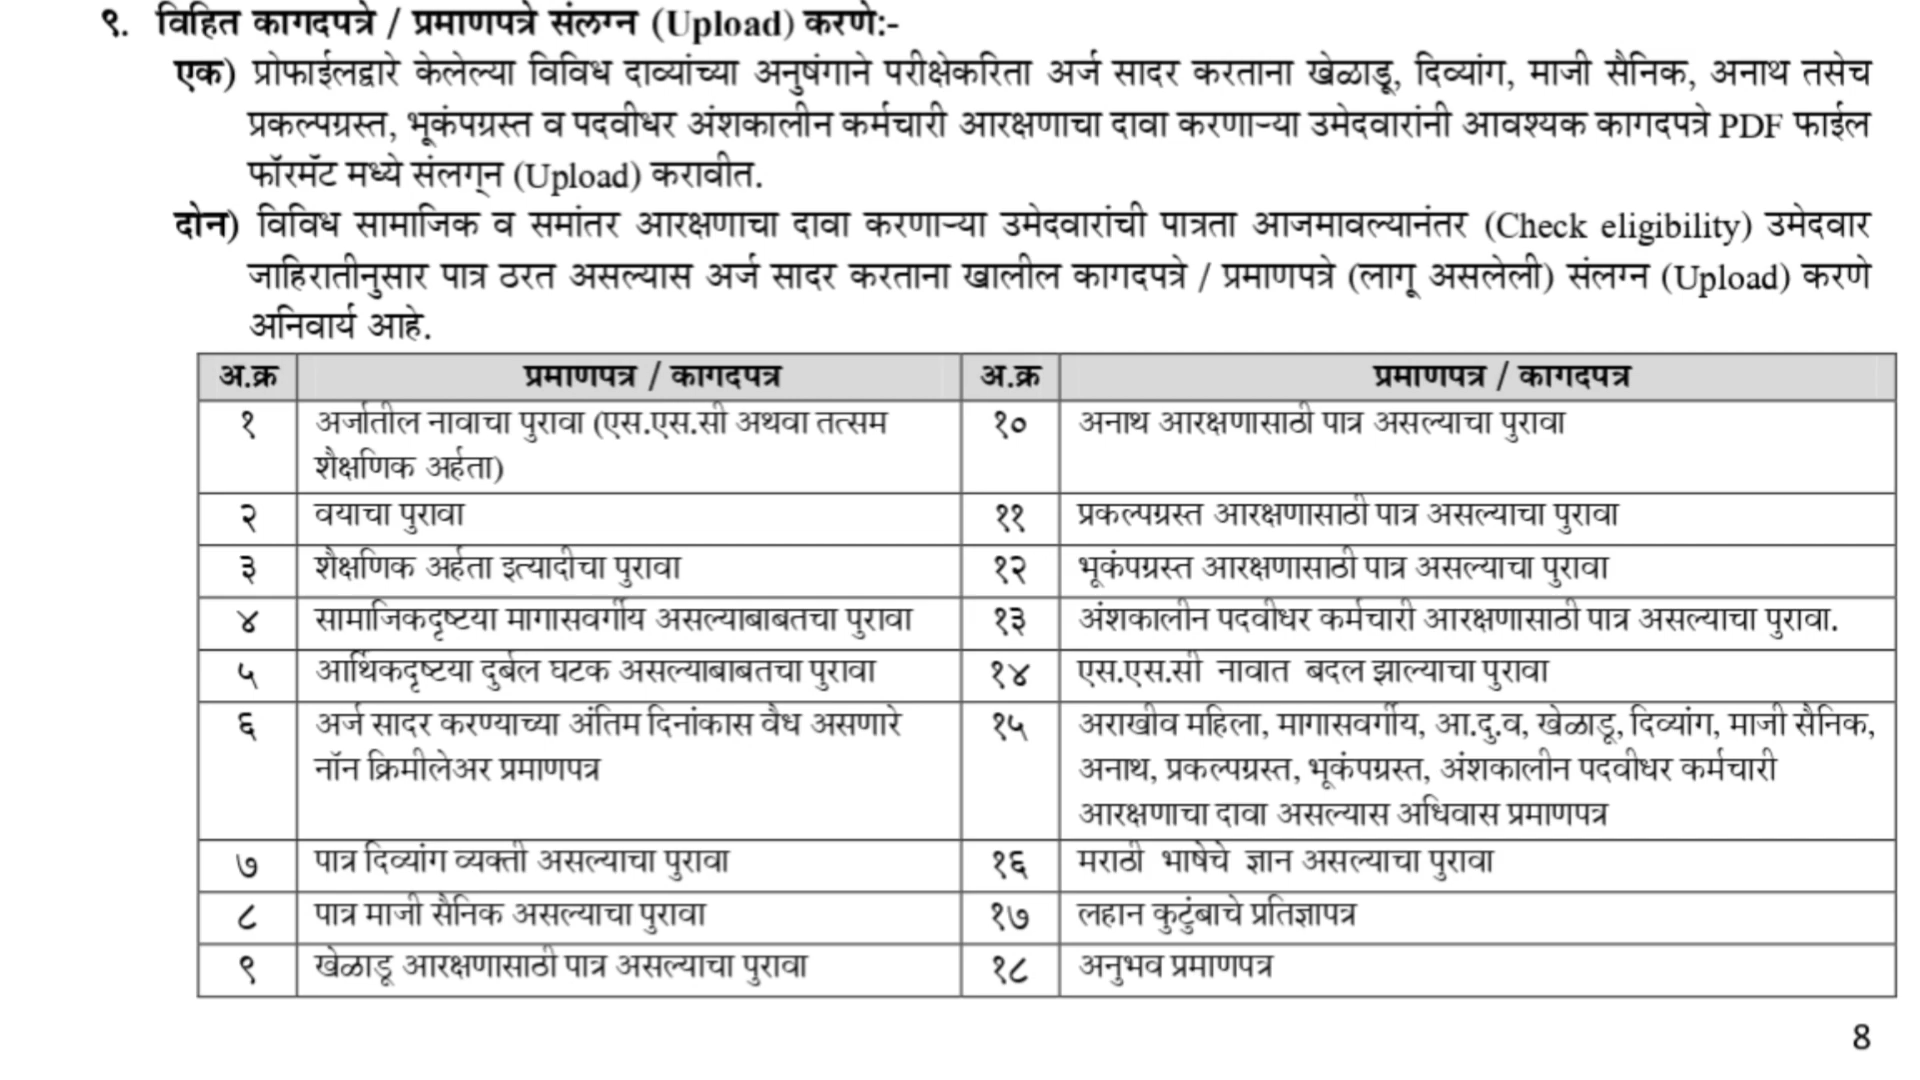 ९. विहित कागदपत्रे / प्रमाणपत्रे संलग्न (Upload) करणे:-
एक) प्रोफाईलद्वारे केलेल्या विविध दाव्यांच्या अनुषंगाने परीक्षेकरिता अर्ज सादर करताना खेळाडू, दिव्यांग, माजी सैनिक, अनाथ तसेच
प्रकल्पग्रस्त, भूकंपग्रस्त व पदवीधर अंशकालीन कर्मचारी आरक्षणाचा दावा करणाऱ्या उमेदवारांनी आवश्यक कागदपत्रे PDF फाईल
फॉरमॅट मध्ये संलग्‌न (Upload) करावीत.
दोन) विविध सामाजिक व समांतर आरक्षणाचा दावा करणाऱ्या उमेदवारांची पात्रता आजमावल्यानंतर (Check eligibility) उमेदवार
जाहिरातीनुसार पात्र ठरत असल्यास अर्ज सादर करताना खालील कागदपत्रे / प्रमाणपत्रे (लागू असलेली) संलग्न (Upload) करणे
अनिवार्य आहे.
अ.क्र प्रमाणपत्र / कागदपत्र अ.क्र प्रमाणपत्र / कागदपत्र
१ अर्जातील नावाचा पुरावा (एस.एस.सी अथवा तत्सम १० अनाथ आरक्षणासाठी पात्र असल्याचा पुरावा
शैक्षणिक अर्हता)
२ वयाचा पुरावा ११ प्रकल्पग्रस्त आरक्षणासाठी पात्र असल्याचा पुरावा
३ शैक्षणिक अर्हता इत्यादीचा पुरावा १२ भूकंपग्रस्त आरक्षणासाठी पात्र असल्याचा पुरावा
४ सामाजिकदृष्टया मागासवर्गीय असल्याबाबतचा पुरावा १३ अंशकालीन पदवीधर कर्मचारी आरक्षणासाठी पात्र असल्याचा पुरावा.
५ आर्थिकदृष्टया दुर्बल घटक असल्याबाबतचा पुरावा १४ एस.एस.सी नावात बदल झाल्याचा पुरावा
६ अर्ज सादर करण्याच्या अंतिम दिनांकास वैध असणारे १५ अराखीव महिला, मागासवर्गीय, आ.दु.व, खेळाडू, दिव्यांग, माजी सैनिक,
नॉन क्रिमीलेअर प्रमाणपत्र अनाथ, प्रकल्पग्रस्त, भूकंपग्रस्त, अंशकालीन पदवीधर कर्मचारी
आरक्षणाचा दावा असल्यास अधिवास प्रमाणपत्र
७ पात्र दिव्यांग व्यक्ती असल्याचा पुरावा १६ मराठी भाषेचे ज्ञान असल्याचा पुरावा
८ पात्र माजी सैनिक असल्याचा पुरावा १७ लहान कुटुंबाचे प्रतिज्ञापत्र
९ खेळाडू आरक्षणासाठी पात्र असल्याचा पुरावा १८ अनुभव प्रमाणपत्र
8